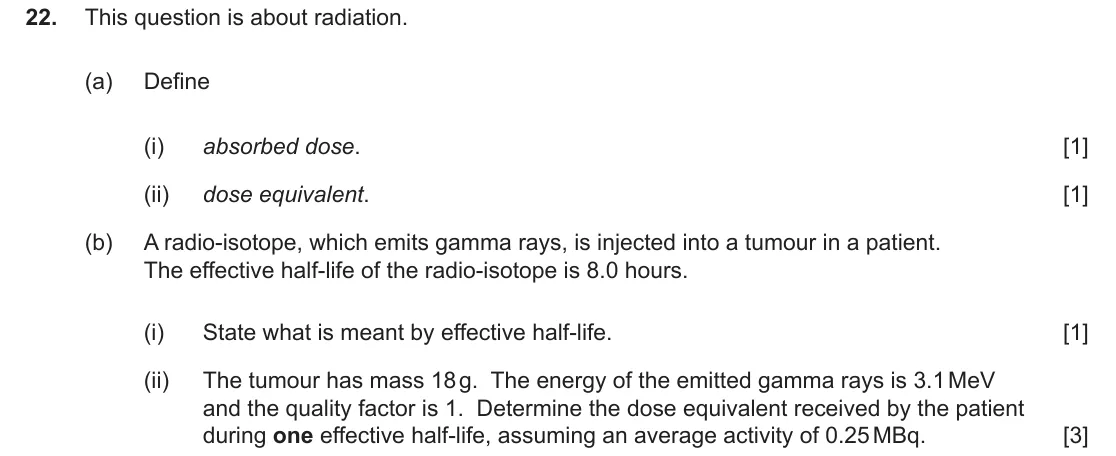 22. This question is about radiation.
(a) Define
(i) absorbed dose. [1]
(ii) dose equivalent. [1]
(b) A radio-isotope, which emits gamma rays, is injected into a tumour in a patient.
The effective half-life of the radio-isotope is 8.0 hours.
(i) State what is meant by effective half-life. [1]
(ii) The tumour has mass 18 g. The energy of the emitted gamma rays is 3.1 MeV
and the quality factor is 1. Determine the dose equivalent received by the patient
during one effective half-life, assuming an average activity of 0.25 MBq. [3]